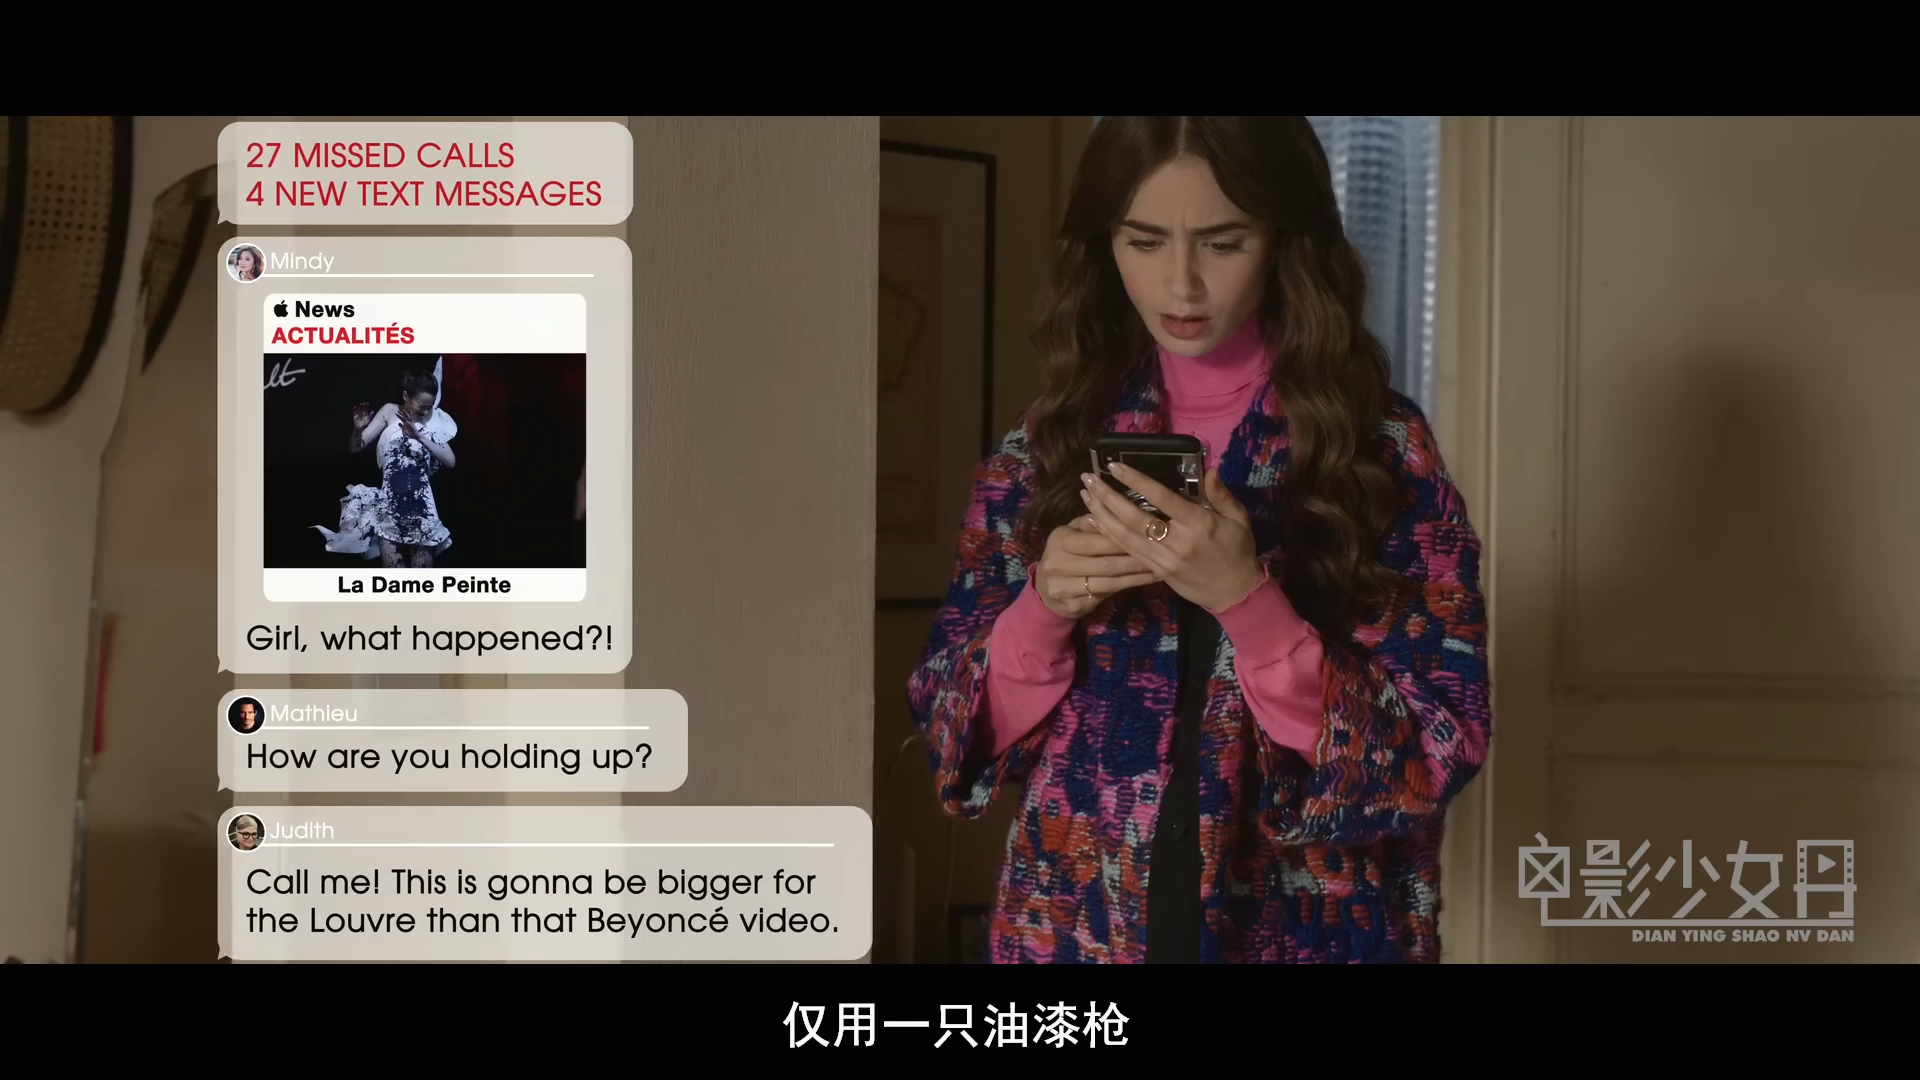 27 MISSED CALLS
4 NEW TEXT MESSAGES
Mindy
News
ACTUALITÉS
lt
La Dame Peinte
Girl, what happened?!
Mathieu
How are you holding up?
Judith
Call me! This is gonna be bigger for
the Louvre than that Beyoncé video.
电影少女丹
DIAN YING SHAO NV DAN
仅用一只油漆枪